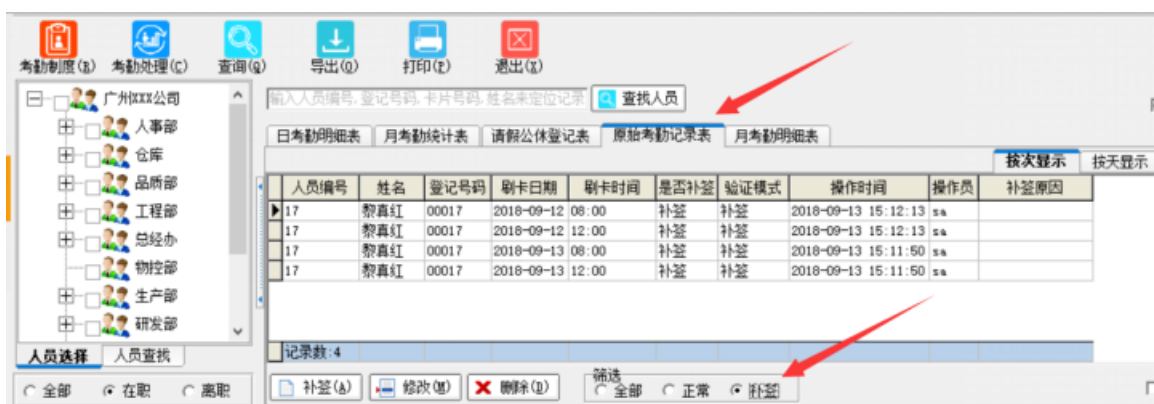 考勤制度(B) 考勤处理(C) 查询(Q) 导出(O) 打印(P) 退出(X)
广州XXX公司
人事部
仓库
品质部
工程部
总经办
物控部
生产部
研发部
人员选择 人员查找
全部 在职 离职
输入人员编号,登记号码,卡片号码,姓名来定位记录 查找人员
日考勤明细表 月考勤统计表 请假公休登记表 原始考勤记录表 月考勤明细表
按次显示 按天显示
人员编号 姓名 登记号码 刷卡日期 刷卡时间 是否补签 验证模式 操作时间 操作员 补签原因
17 黎真红 00017 2018-09-12 08:00 补签 补签 2018-09-13 15:12:13 sa
17 黎真红 00017 2018-09-12 12:00 补签 补签 2018-09-13 15:12:13 sa
17 黎真红 00017 2018-09-13 08:00 补签 补签 2018-09-13 15:11:50 sa
17 黎真红 00017 2018-09-13 12:00 补签 补签 2018-09-13 15:11:50 sa
记录数:4
补签(A) 修改(M) 删除(D)
筛选
全部 正常 补签